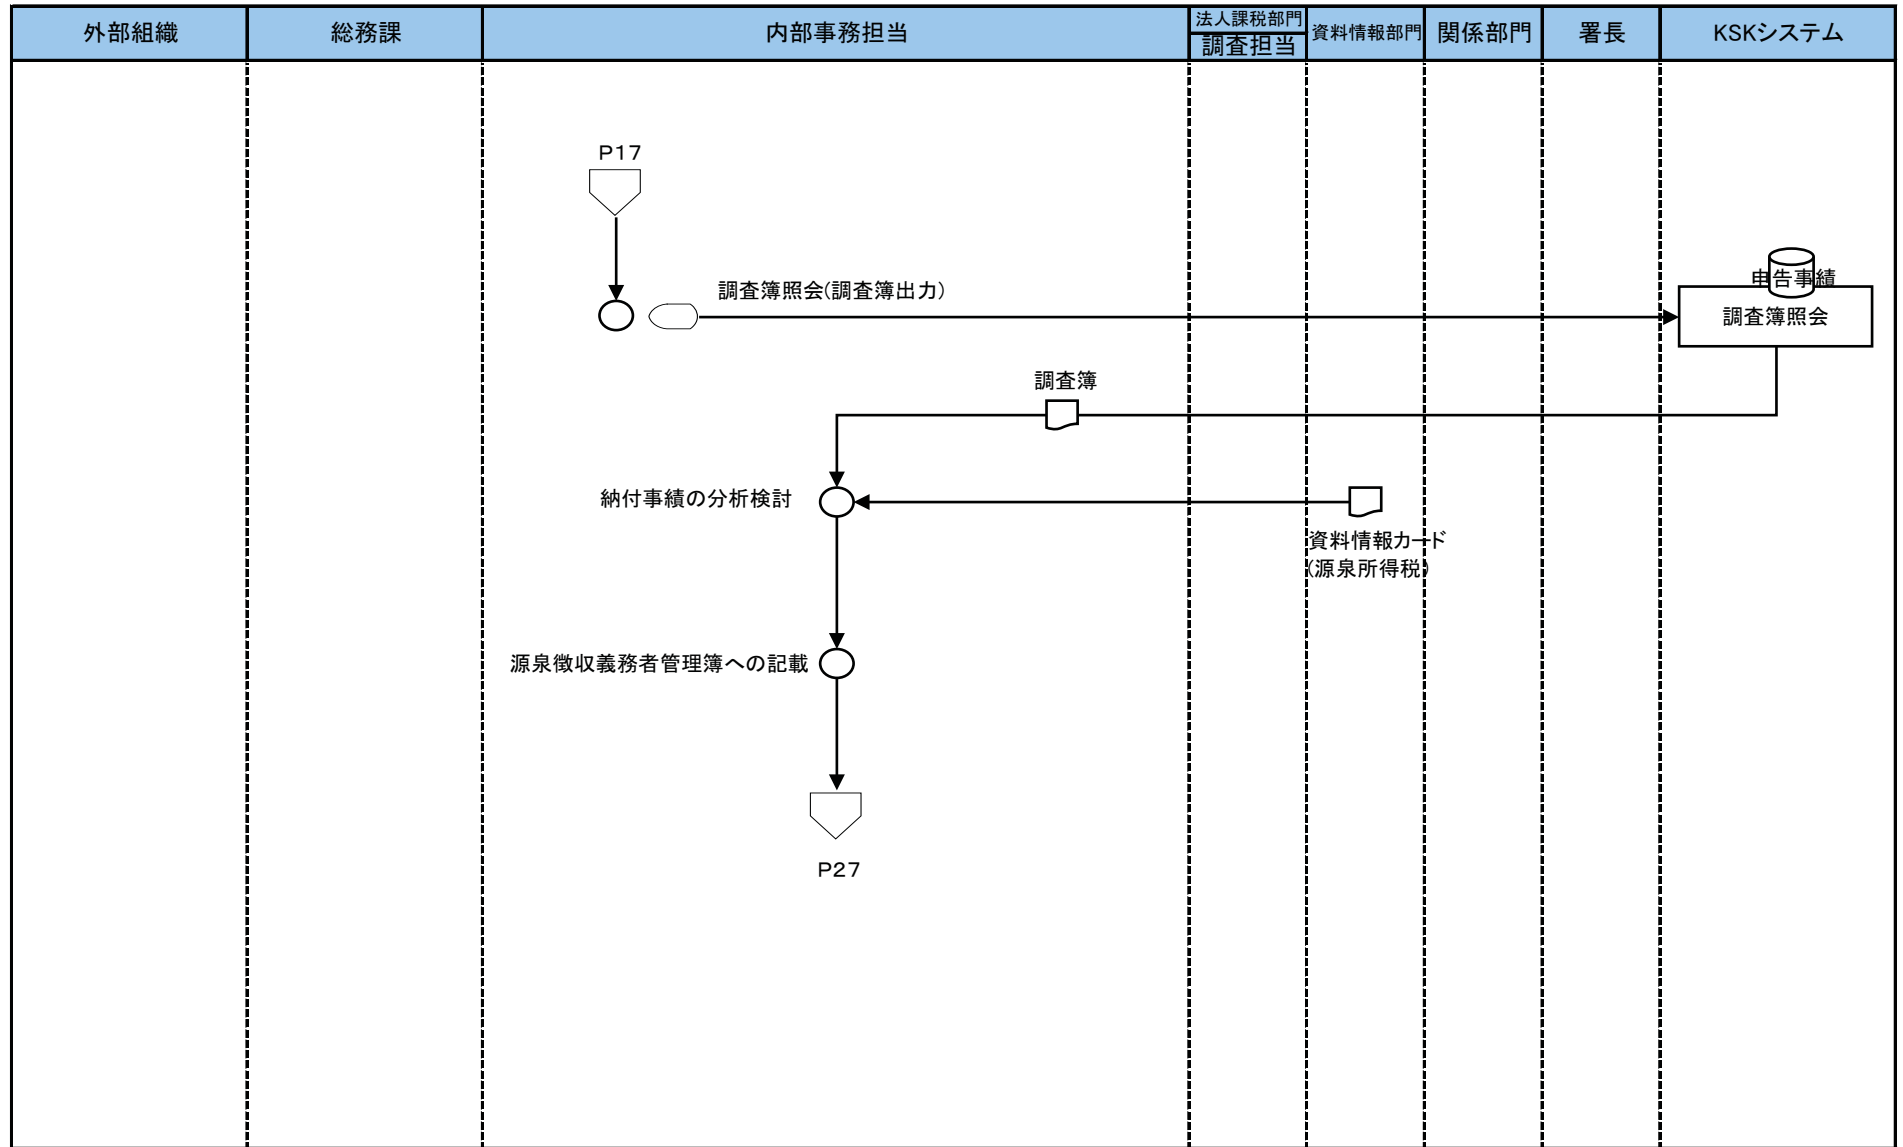 外部組織
総務課
内部事務担当
法人課税部門
調査担当
資料情報部門
関係部門
署長
KSKシステム
P17
調査簿照会(調査簿出力)
申告事績
調査簿照会
調査簿
納付事績の分析検討
資料情報カード
(源泉所得税)
源泉徴収義務者管理簿への記載
P27